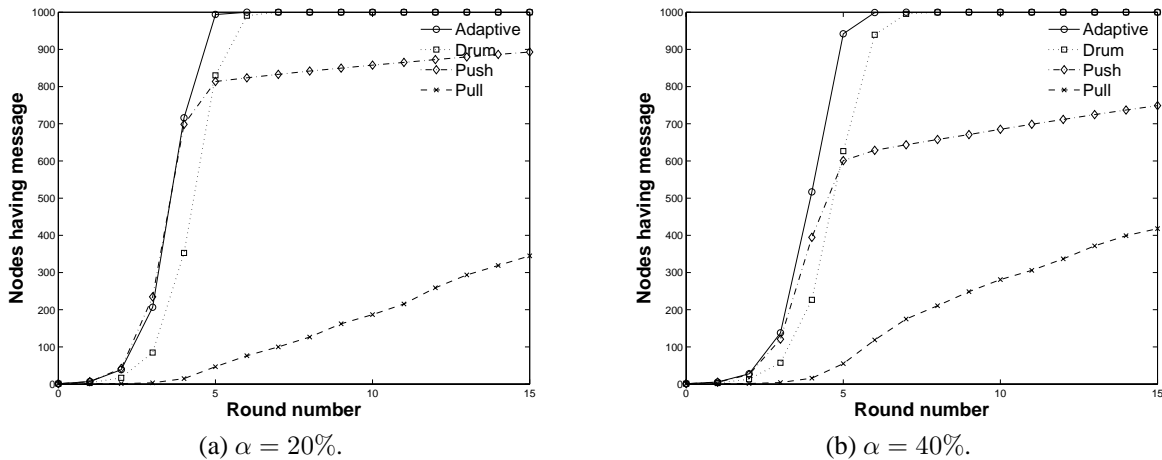 1000
900
800
700
600
500
400
300
200
100
0
0
5
10
15
Nodes having message
Round number
Adaptive
Drum
Push
Pull
(a) α = 20%.
1000
900
800
700
600
500
400
300
200
100
0
0
5
10
15
Nodes having message
Round number
Adaptive
Drum
Push
Pull
(b) α = 40%.